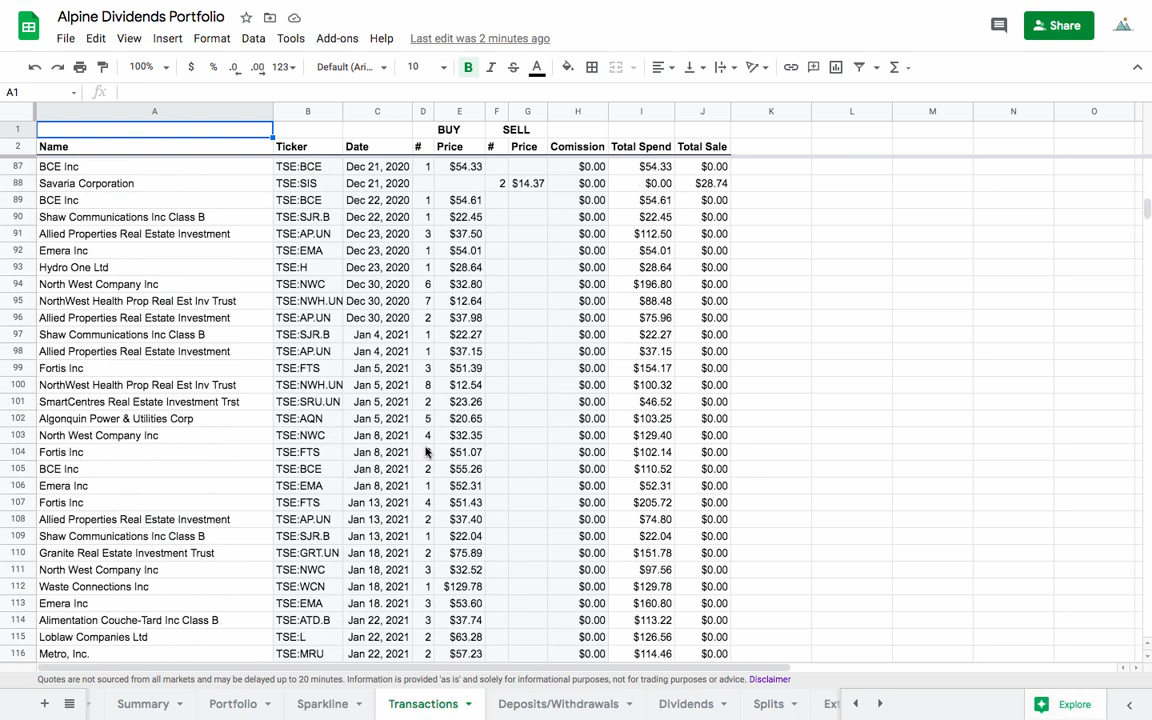 Alpine Dividends Portfolio
File Edit View Insert Format Data Tools Add-ons Help Last edit was 2 minutes ago
Share
100% $ % .0 .00 123 Default (Ari... 10 B I S A
A1 fx
A B C D E F G H I J K L M N O
1 BUY SELL
2 Name Ticker Date # Price # Price Comission Total Spend Total Sale
87 BCE Inc TSE:BCE Dec 21, 2020 1 $54.33 $0.00 $54.33 $0.00
88 Savaria Corporation TSE:SIS Dec 21, 2020 2 $14.37 $0.00 $0.00 $28.74
89 BCE Inc TSE:BCE Dec 22, 2020 1 $54.61 $0.00 $54.61 $0.00
90 Shaw Communications Inc Class B TSE:SJR.B Dec 22, 2020 1 $22.45 $0.00 $22.45 $0.00
91 Allied Properties Real Estate Investment TSE:AP.UN Dec 23, 2020 3 $37.50 $0.00 $112.50 $0.00
92 Emera Inc TSE:EMA Dec 23, 2020 1 $54.01 $0.00 $54.01 $0.00
93 Hydro One Ltd TSE:H Dec 23, 2020 1 $28.64 $0.00 $28.64 $0.00
94 North West Company Inc TSE:NWC Dec 30, 2020 6 $32.80 $0.00 $196.80 $0.00
95 NorthWest Health Prop Real Est Inv Trust TSE:NWH.UN Dec 30, 2020 7 $12.64 $0.00 $88.48 $0.00
96 Allied Properties Real Estate Investment TSE:AP.UN Dec 30, 2020 2 $37.98 $0.00 $75.96 $0.00
97 Shaw Communications Inc Class B TSE:SJR.B Jan 4, 2021 1 $22.27 $0.00 $22.27 $0.00
98 Allied Properties Real Estate Investment TSE:AP.UN Jan 4, 2021 1 $37.15 $0.00 $37.15 $0.00
99 Fortis Inc TSE:FTS Jan 5, 2021 3 $51.39 $0.00 $154.17 $0.00
100 NorthWest Health Prop Real Est Inv Trust TSE:NWH.UN Jan 5, 2021 8 $12.54 $0.00 $100.32 $0.00
101 SmartCentres Real Estate Investment Trst TSE:SRU.UN Jan 5, 2021 2 $23.26 $0.00 $46.52 $0.00
102 Algonquin Power & Utilities Corp TSE:AQN Jan 5, 2021 5 $20.65 $0.00 $103.25 $0.00
103 North West Company Inc TSE:NWC Jan 8, 2021 4 $32.35 $0.00 $129.40 $0.00
104 Fortis Inc TSE:FTS Jan 8, 2021 $51.07 $0.00 $102.14 $0.00
105 BCE Inc TSE:BCE Jan 8, 2021 2 $55.26 $0.00 $110.52 $0.00
106 Emera Inc TSE:EMA Jan 8, 2021 1 $52.31 $0.00 $52.31 $0.00
107 Fortis Inc TSE:FTS Jan 13, 2021 4 $51.43 $0.00 $205.72 $0.00
108 Allied Properties Real Estate Investment TSE:AP.UN Jan 13, 2021 2 $37.40 $0.00 $74.80 $0.00
109 Shaw Communications Inc Class B TSE:SJR.B Jan 13, 2021 1 $22.04 $0.00 $22.04 $0.00
110 Granite Real Estate Investment Trust TSE:GRT.UN Jan 18, 2021 2 $75.89 $0.00 $151.78 $0.00
111 North West Company Inc TSE:NWC Jan 18, 2021 3 $32.52 $0.00 $97.56 $0.00
112 Waste Connections Inc TSE:WCN Jan 18, 2021 1 $129.78 $0.00 $129.78 $0.00
113 Emera Inc TSE:EMA Jan 18. 2021 3 $53.60 $0.00 $160.80 $0.00
114 Alimentation Couche-Tard Inc Class B TSE:ATD.B Jan 22, 2021 3 $37.74 $0.00 $113.22 $0.00
115 Loblaw Companies Ltd TSE:L Jan 22, 2021 2 $63.28 $0.00 $126.56 $0.00
116 Metro, Inc. TSE:MRU Jan 22, 2021 2 $57.23 $0.00 $114.46 $0.00
Quotes are not sourced from all markets and may be delayed up to 20 minutes. Information is provided 'as is' and solely for informational purposes, not for trading purposes or advice. Disclaimer
Summary Portfolio Sparkline Transactions Deposits/Withdrawals Dividends Splits Explore